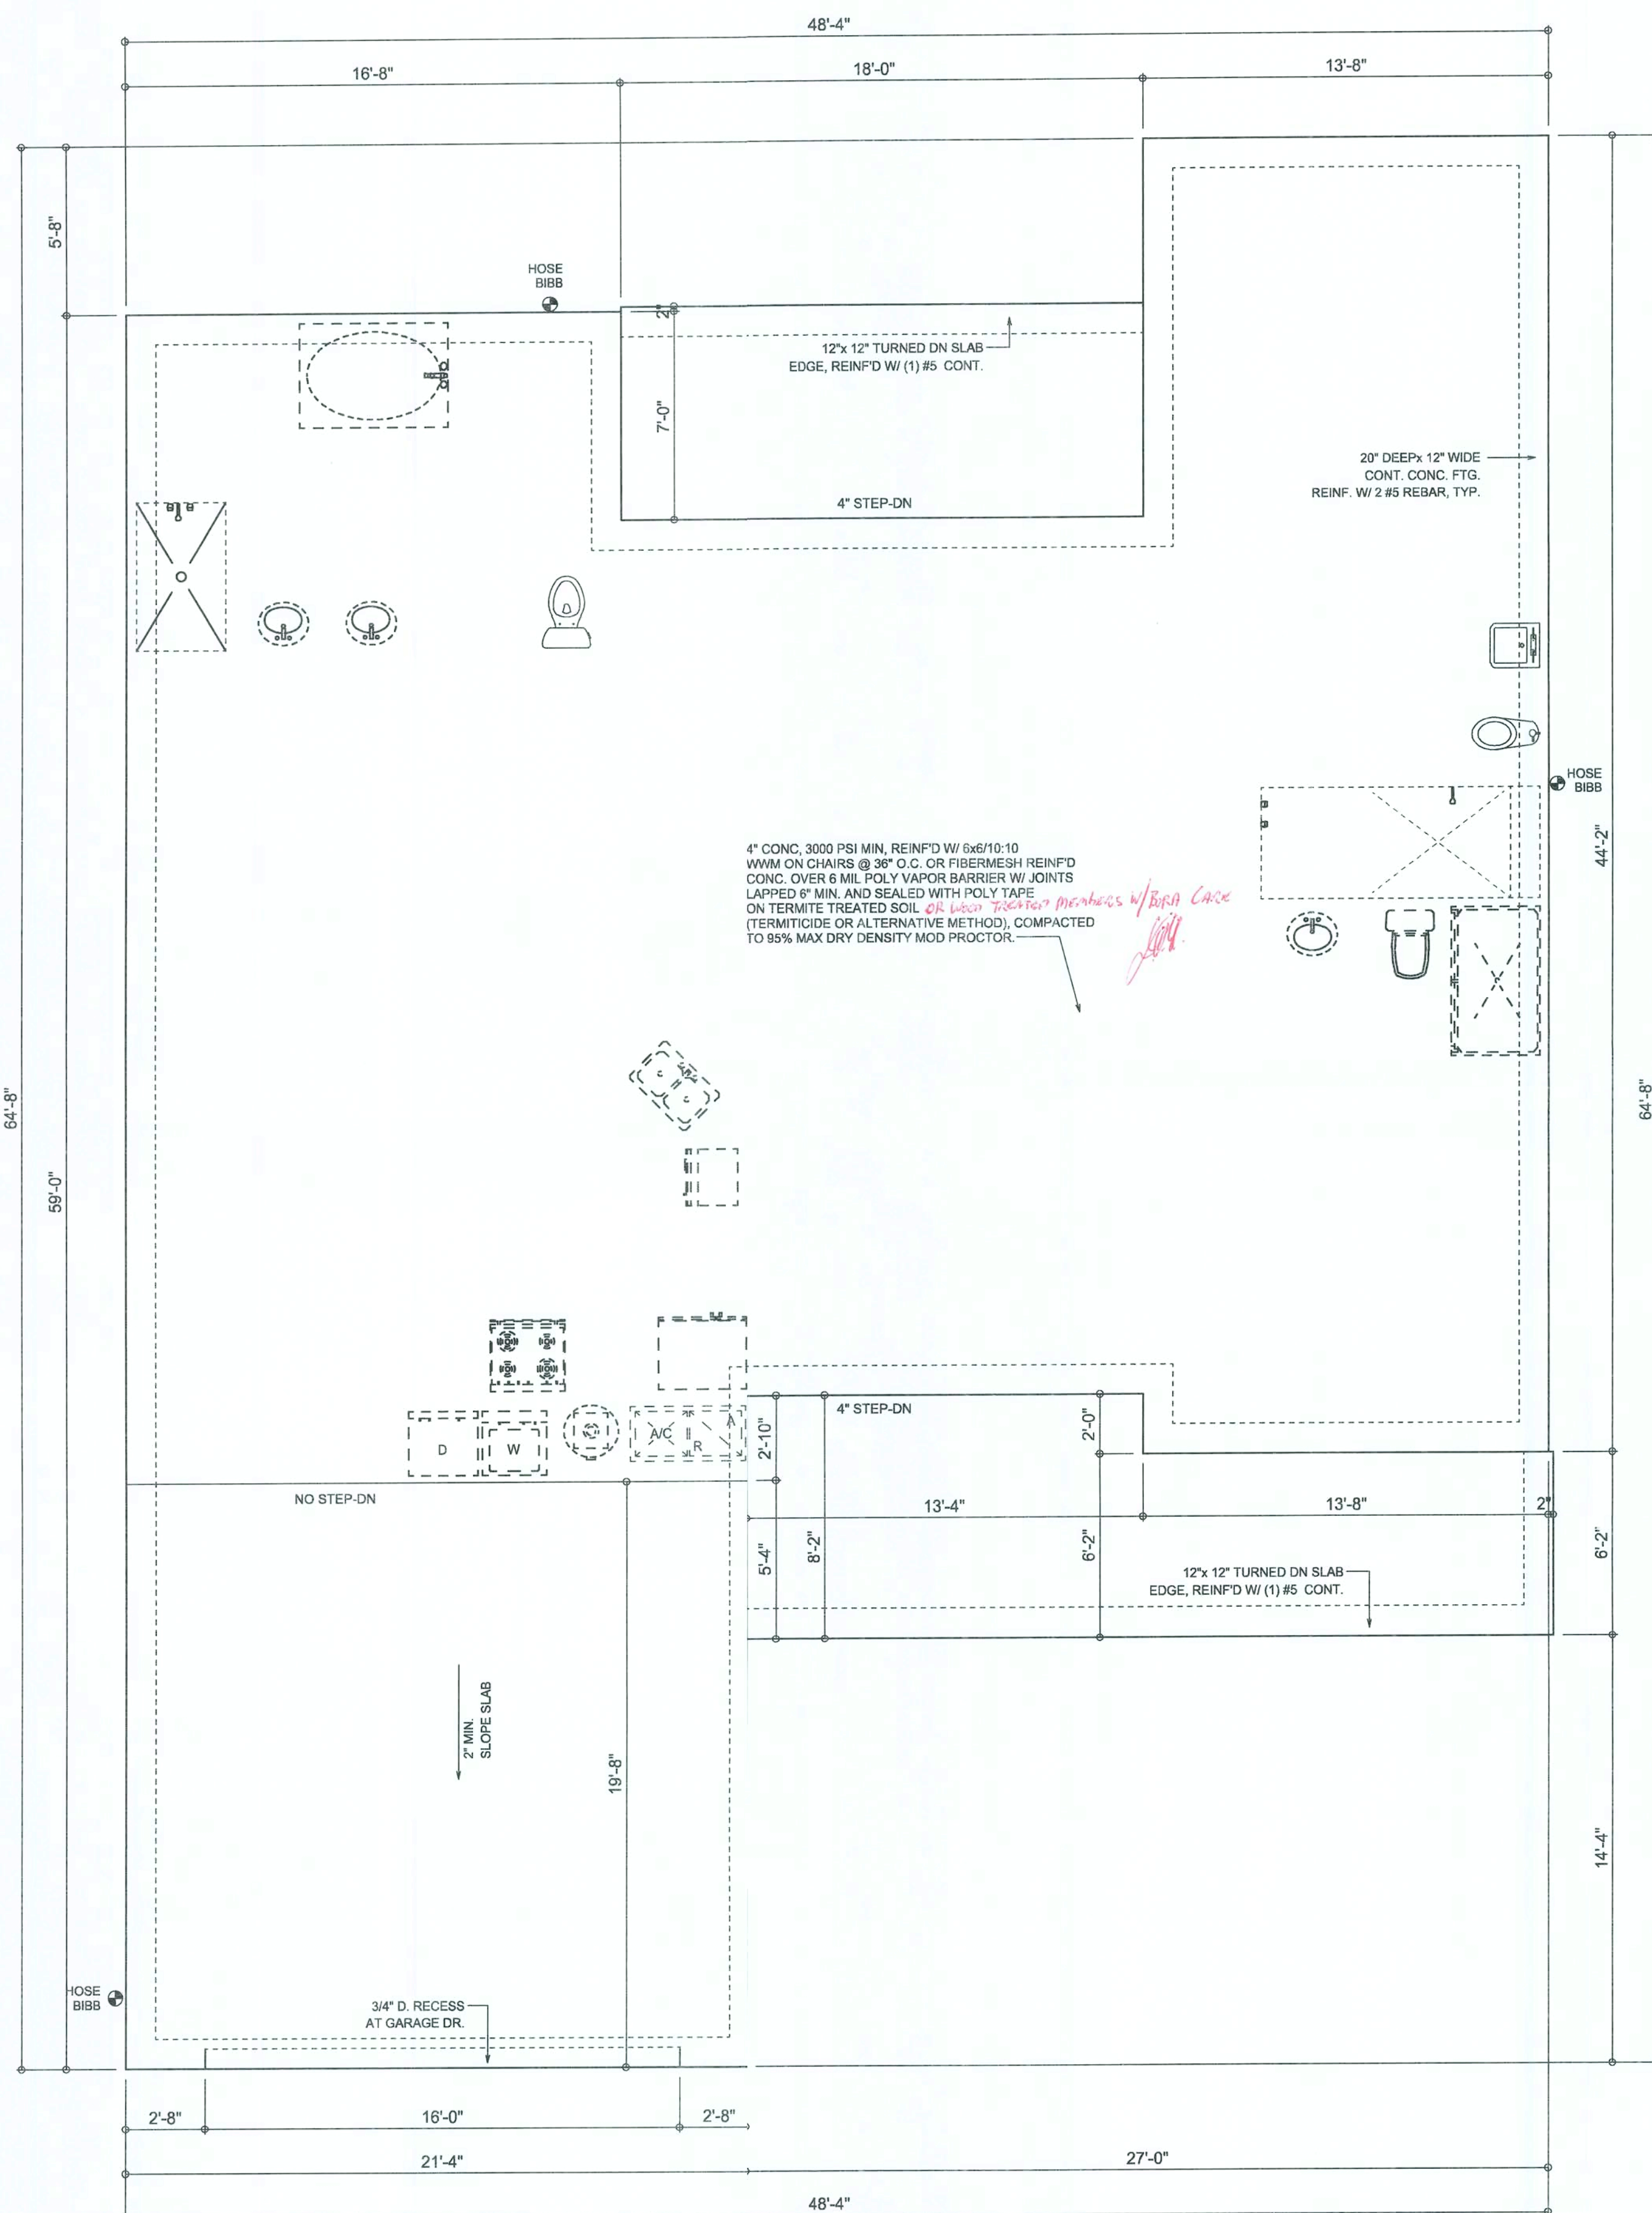 48'-4"
16'-8"
18'-0"
13'-8"
5'-8"
HOSE
BIBB
2"
12"x 12" TURNED DN SLAB
EDGE, REINF'D W/ (1) #5 CONT.
7'-0"
20" DEEPx 12" WIDE
CONT. CONC. FTG.
REINF. W/ 2 #5 REBAR, TYP.
4" STEP-DN
HOSE
BIBB
44'-2"
4" CONC, 3000 PSI MIN, REINF'D W/ 6x6/10:10
WWM ON CHAIRS @ 36" O.C. OR FIBERMESH REINF'D
CONC. OVER 6 MIL POLY VAPOR BARRIER W/ JOINTS
LAPPED 6" MIN. AND SEALED WITH POLY TAPE
ON TERMITE TREATED SOIL OR WOOD TREATED MEMBERS W/ BORA CARE
(TERMITICIDE OR ALTERNATIVE METHOD), COMPACTED
TO 95% MAX DRY DENSITY MOD PROCTOR.
64'-8"
64'-8"
59'-0"
4" STEP-DN
2'-0"
2'-10"
D
W
A/C
R
A
NO STEP-DN
13'-4"
13'-8"
2"
5'-4"
8'-2"
6'-2"
6'-2"
12"x 12" TURNED DN SLAB
EDGE, REINF'D W/ (1) #5 CONT.
2" MIN.
SLOPE SLAB
19'-8"
14'-4"
HOSE
BIBB
3/4" D. RECESS
AT GARAGE DR.
2'-8"
16'-0"
2'-8"
21'-4"
27'-0"
48'-4"